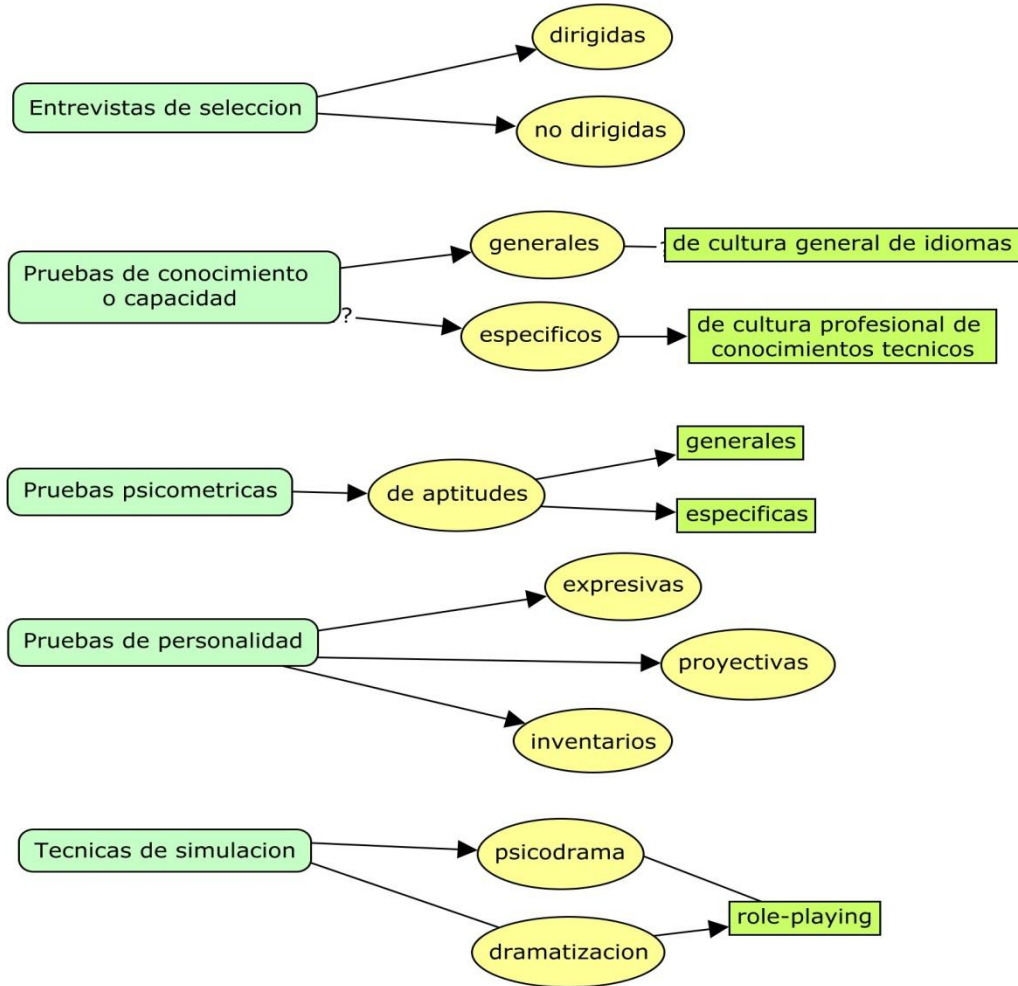 dirigidas
Entrevistas de seleccion
no dirigidas
generales
de cultura general de idiomas
Pruebas de conocimiento
o capacidad
?
especificos
de cultura profesional de
conocimientos tecnicos
generales
Pruebas psicometricas
de aptitudes
especificas
expresivas
Pruebas de personalidad
proyectivas
inventarios
Tecnicas de simulacion
psicodrama
role-playing
dramatizacion